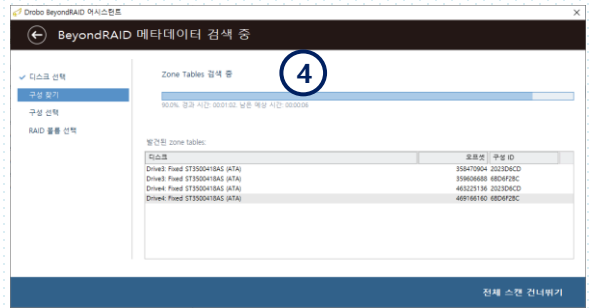 Drobo BeyondRAID 어시스턴트
BeyondRAID 메타데이터 검색 중
디스크 선택
구성 찾기
구성 선택
RAID 볼륨 선택
Zone Tables 검색 중
4
90.0%. 경과 시간: 00:01:02. 남은 예상 시간: 00:00:06
발견된 zone tables:
디스크 오프셋 구성 ID
Drive3: Fixed ST3500418AS (ATA) 358470904 2023D6CD
Drive3: Fixed ST3500418AS (ATA) 359606688 6BD6F2BC
Drive4: Fixed ST3500418AS (ATA) 463225136 2023D6CD
Drive4: Fixed ST3500418AS (ATA) 469166160 6BD6F2BC
전체 스캔 건너뛰기